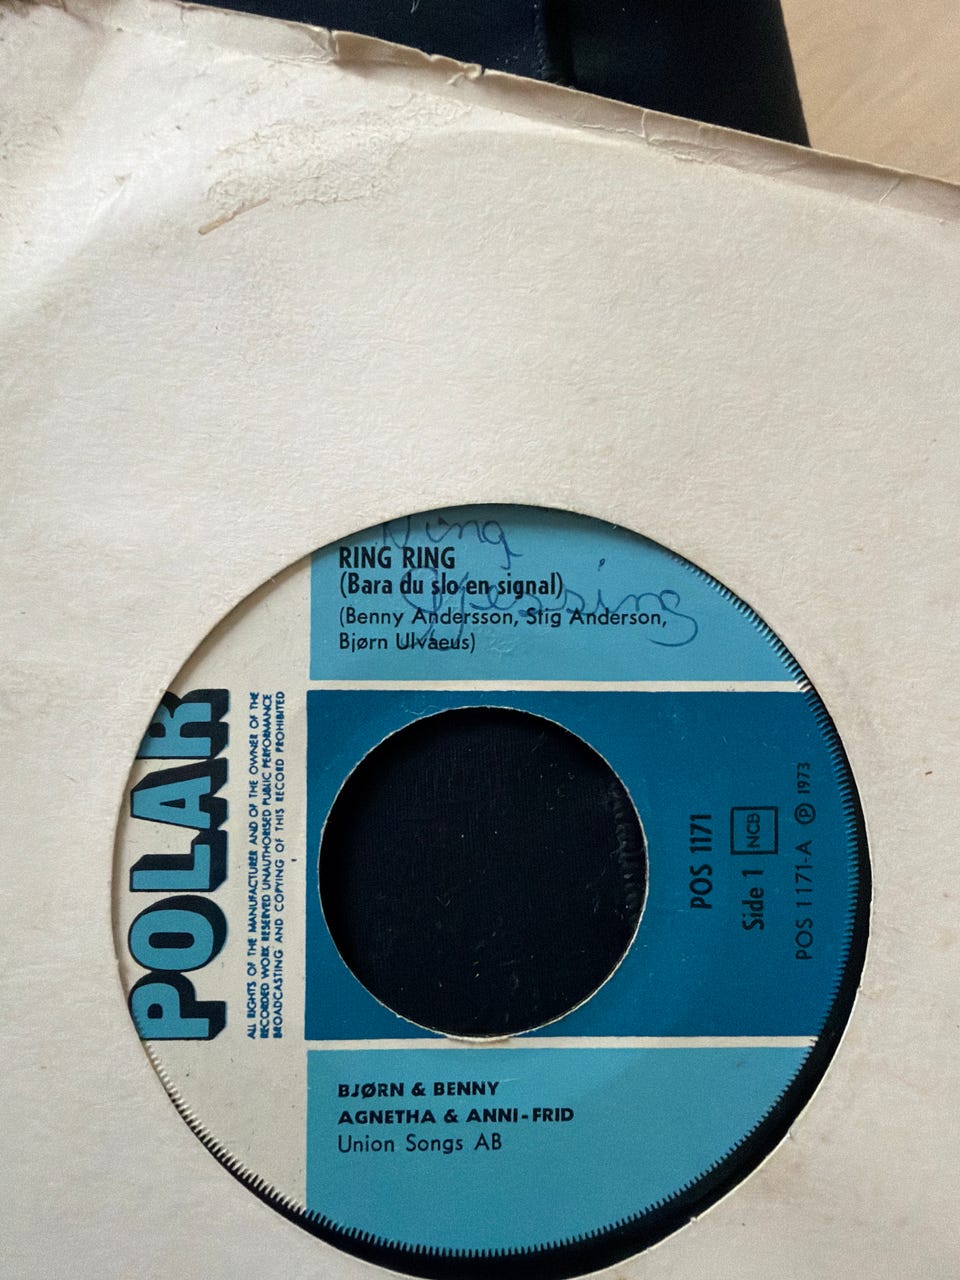 RING RING
(Bara du slo en signal)
(Benny Andersson, Stig Anderson,
Bjørn Ulvaeus)
POLAR
ALL RIGHTS OF THE MANUFACTURER AND OF THE OWNER OF THE
RECORDED WORK RESERVED UNAUTHORISED PUBLIC PERFORMANCE
BROADCASTING AND COPYING OF THIS RECORD PROHIBITED
POS 1171
Side 1 NCB
POS 1171-A Ⓟ 1973
BJØRN & BENNY
AGNETHA & ANNI-FRID
Union Songs AB